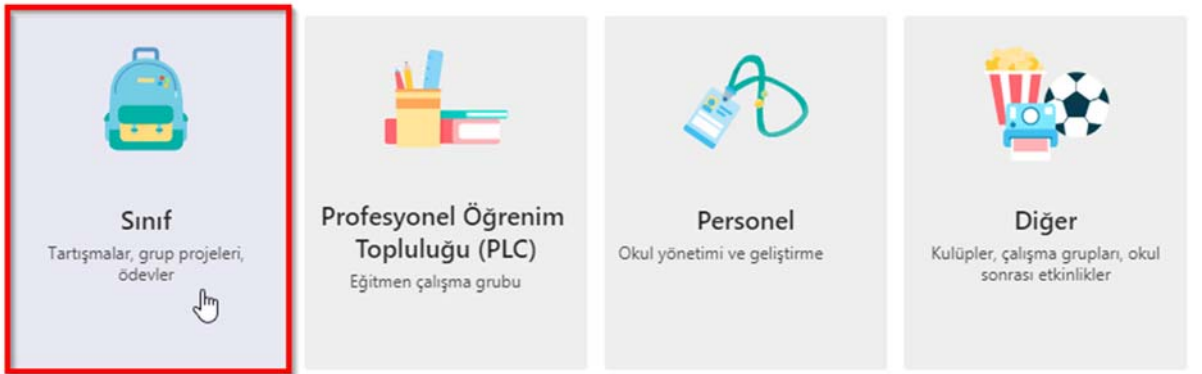 Sınıf
Tartışmalar, grup projeleri,
ödevler
Profesyonel Öğrenim
Topluluğu (PLC)
Eğitmen çalışma grubu
Personel
Okul yönetimi ve geliştirme
Diğer
Kulüpler, çalışma grupları, okul
sonrası etkinlikler